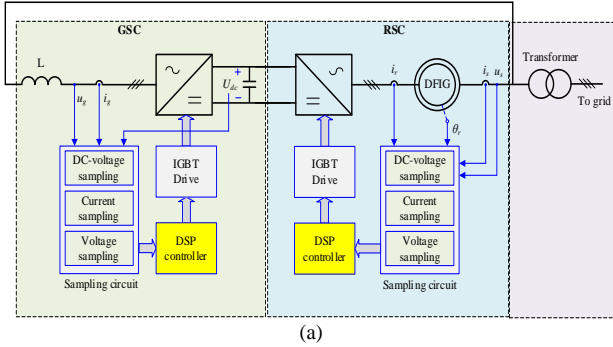 GSC
RSC
L
u_g
i_g
U_dc
+
−
i_r
DFIG
i_s
u_s
θ_r
Transformer
To grid
DC-voltage
sampling
Current
sampling
Voltage
sampling
Sampling circuit
IGBT
Drive
DSP
controller
IGBT
Drive
DSP
controller
DC-voltage
sampling
Current
sampling
Voltage
sampling
Sampling circuit
(a)